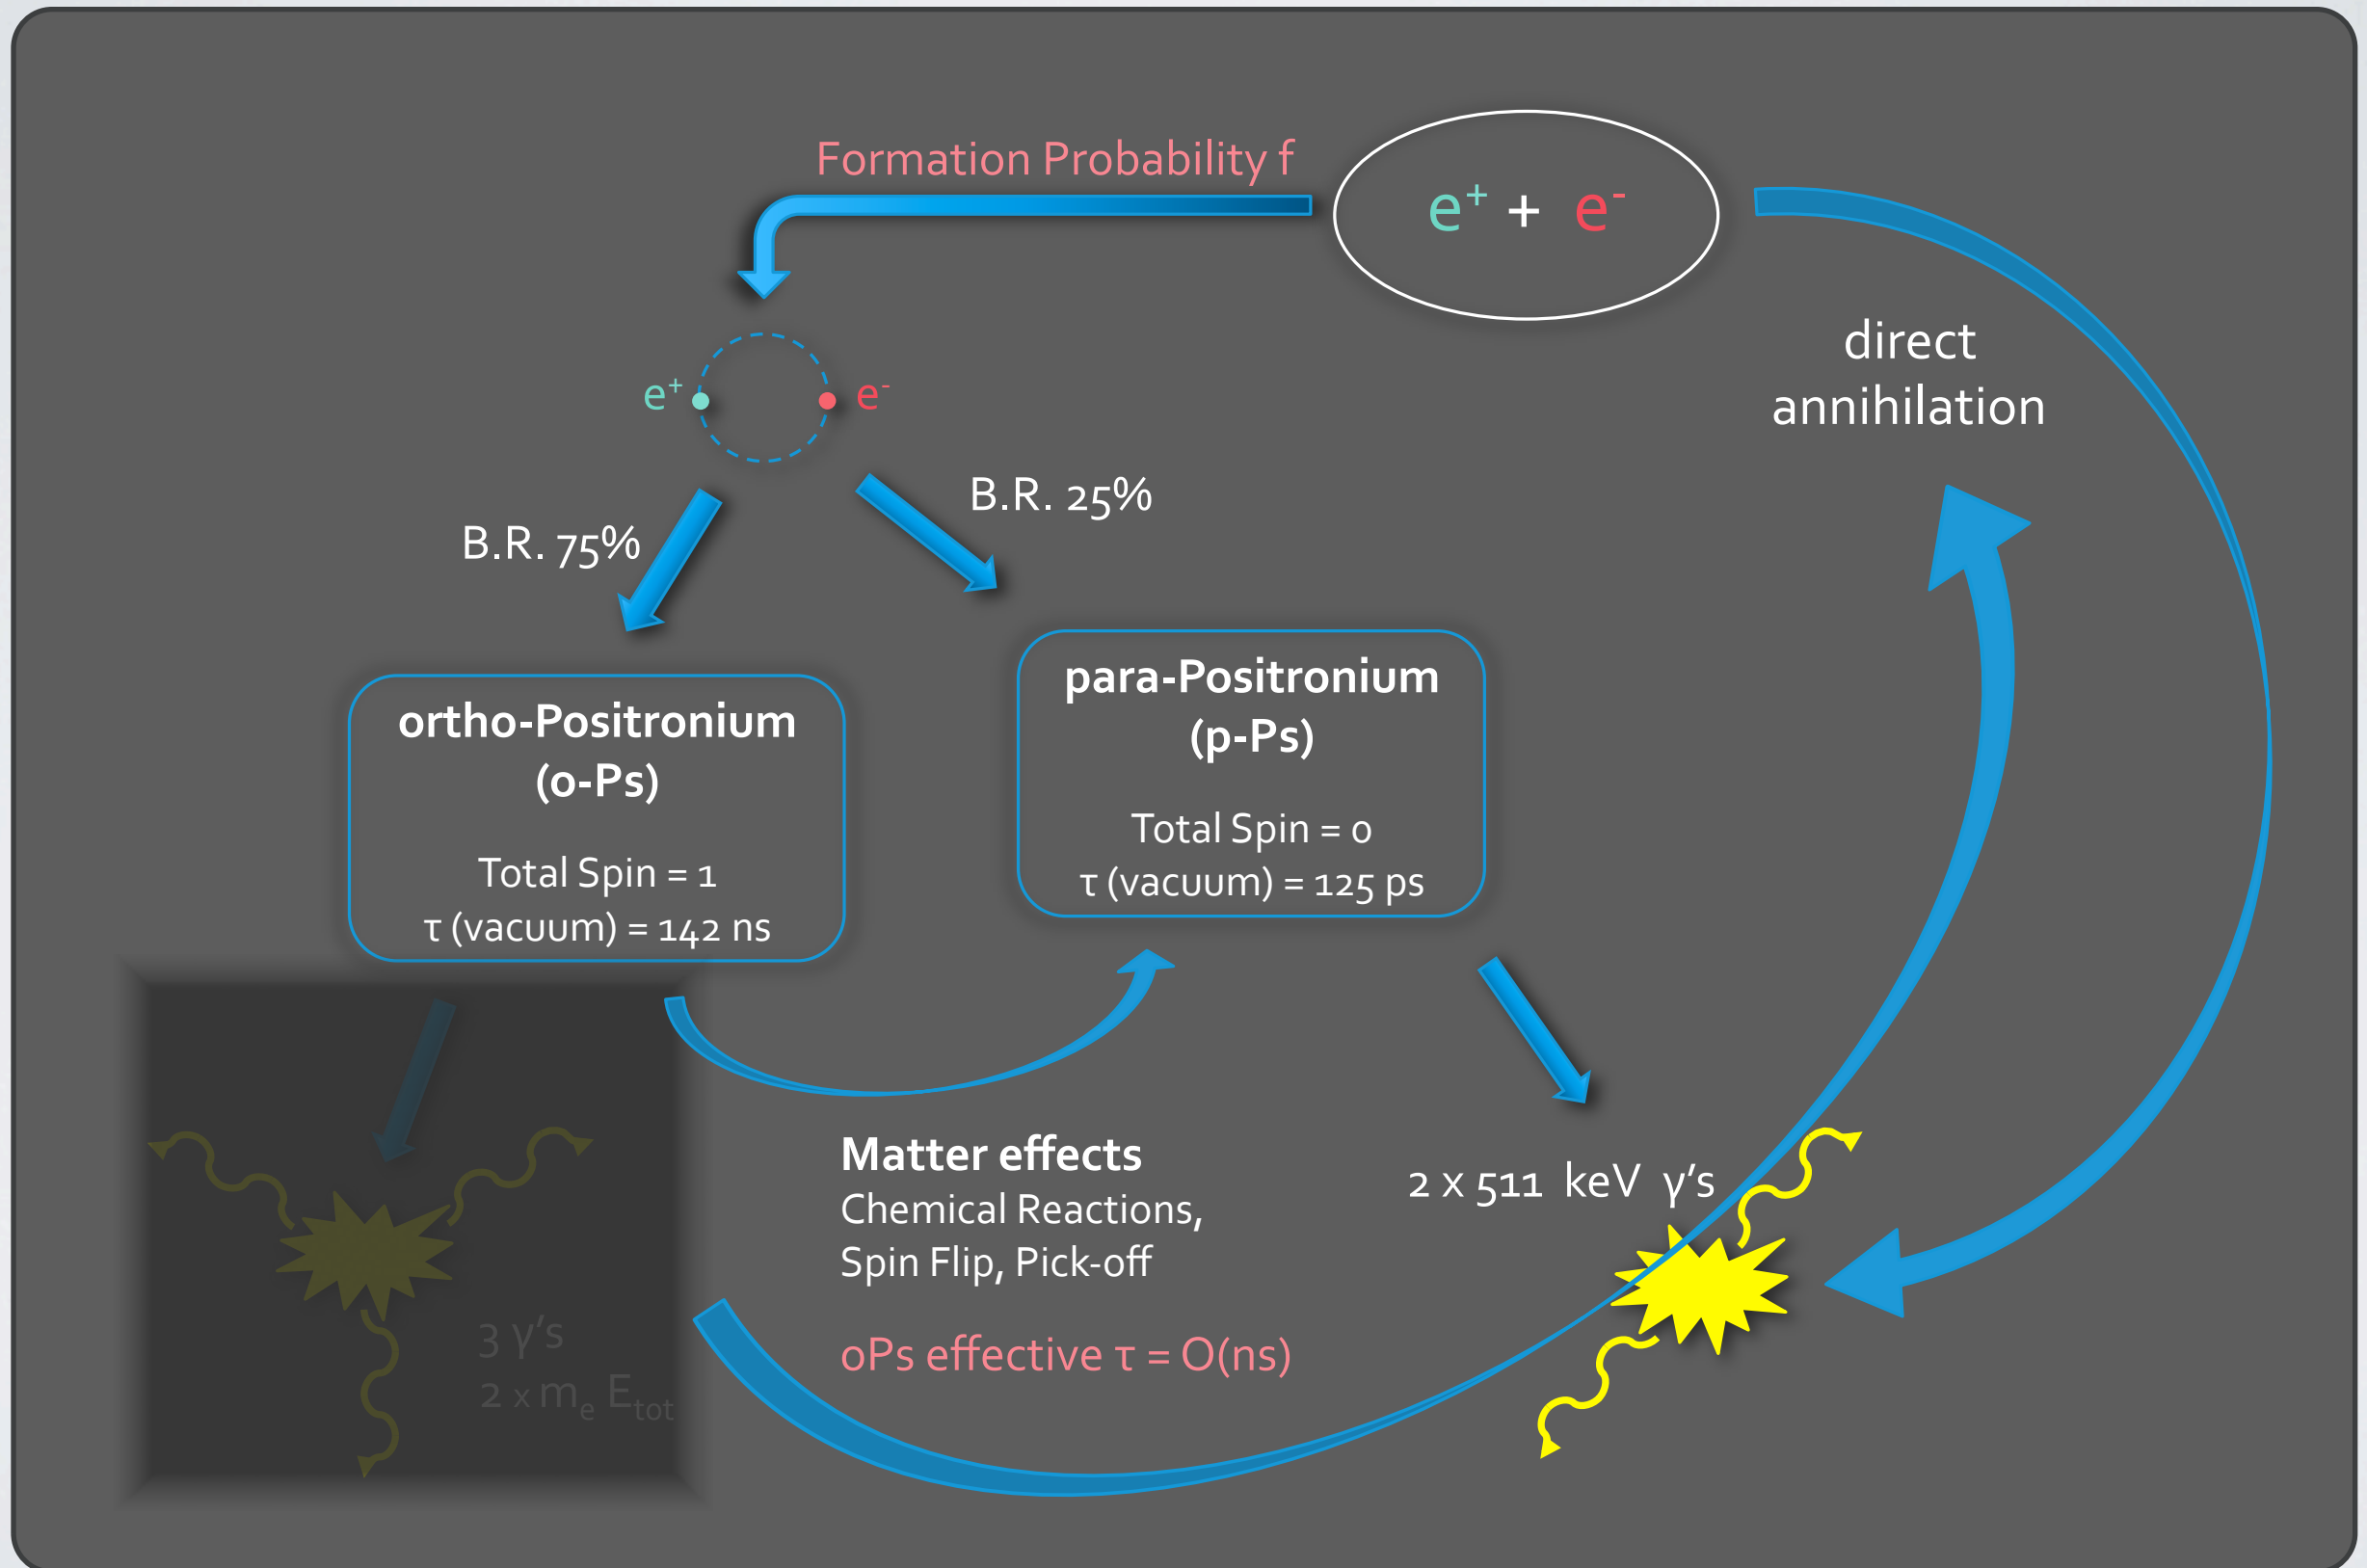 Formation Probability f
e⁺ + e⁻
direct
annihilation
e⁺
e⁻
B.R. 75%
B.R. 25%
ortho-Positronium
(o-Ps)
Total Spin = 1
τ (vacuum) = 142 ns
para-Positronium
(p-Ps)
Total Spin = 0
τ (vacuum) = 125 ps
Matter effects
Chemical Reactions,
Spin Flip, Pick-off
oPs effective τ = O(ns)
2 x 511 keV γ's
3 γ's
2 x mₑ E_tot